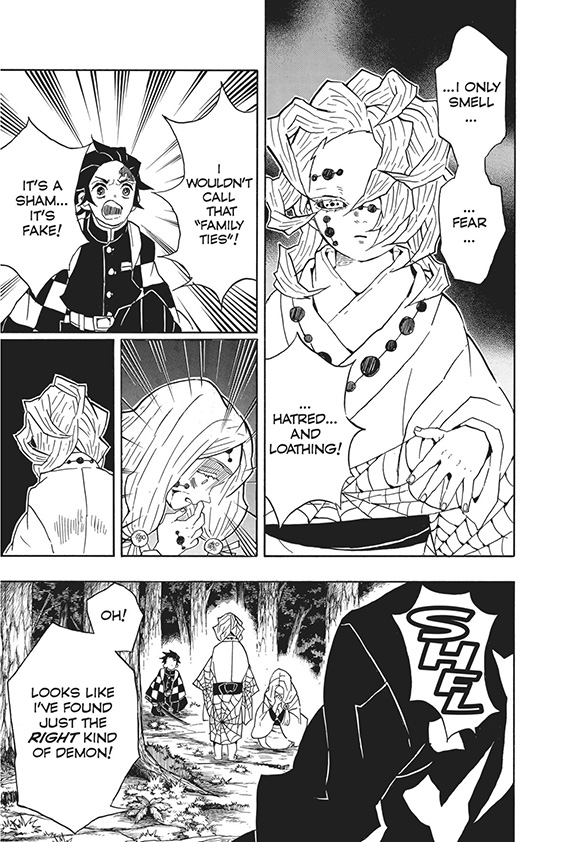 ...I ONLY
SMELL
...
...
FEAR
...
...
HATRED...
AND
LOATHING!
I
WOULDN'T
CALL
THAT
"FAMILY
TIES"!
IT'S A
SHAM...
IT'S
FAKE!
SHFL
OH!
LOOKS LIKE
I'VE FOUND
JUST THE
RIGHT KIND
OF DEMON!